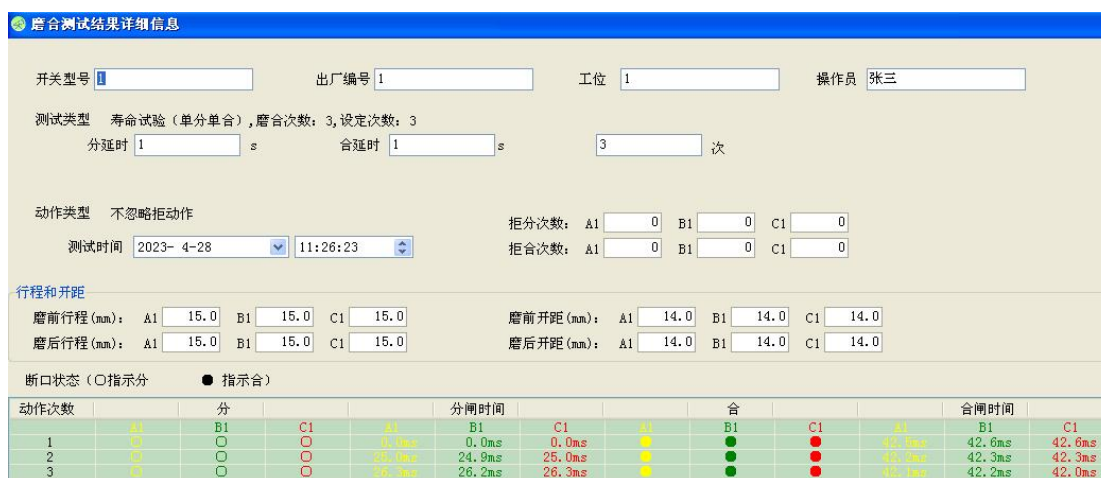 磨合测试结果详细信息
开关型号 1 出厂编号 1 工位 1 操作员 张三
测试类型 寿命试验（单分单合）,磨合次数: 3,设定次数: 3
分延时 1 s 合延时 1 s 3 次
动作类型 不忽略拒动作
拒分次数: A1 0 B1 0 C1 0
测试时间 2023- 4-28 11:26:23
拒合次数: A1 0 B1 0 C1 0
行程和开距
磨前行程(mm): A1 15.0 B1 15.0 C1 15.0 磨前开距(mm): A1 14.0 B1 14.0 C1 14.0
磨后行程(mm): A1 15.0 B1 15.0 C1 15.0 磨后开距(mm): A1 14.0 B1 14.0 C1 14.0
断口状态（○指示分 ● 指示合）
动作次数 分 分闸时间 合 合闸时间
A1 B1 C1 A1 B1 C1 A1 B1 C1 A1 B1 C1
1 0.0ms 0.0ms 0.0ms 42.6ms 42.6ms
2 25.0ms 24.9ms 25.0ms 42.2ms 42.3ms 42.3ms
3 26.3ms 26.2ms 26.3ms 42.1ms 42.2ms 42.0ms